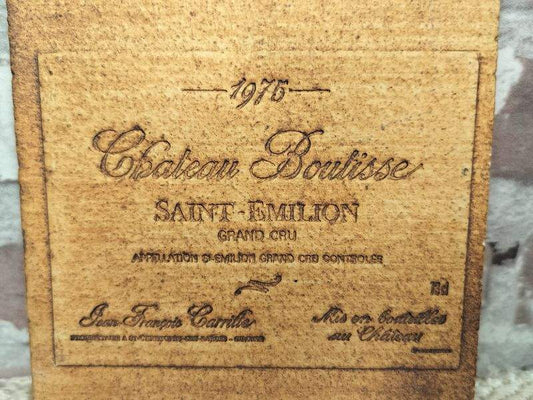 1975
Chateau Boutisse
SAINT-EMILION
GRAND CRU
APPELLATION ST-EMILION GRAND CRU CONTROLEE
75cl
Jean-François Carrille
Mis en bouteilles
au Château